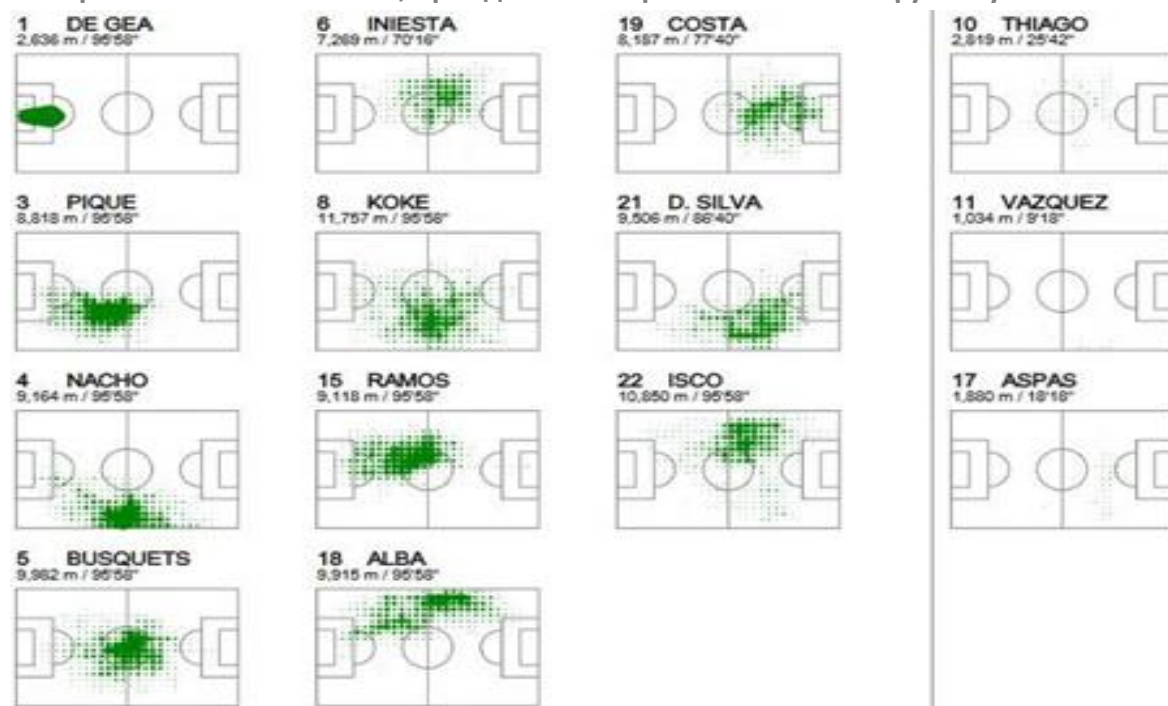 1 DE GEA
2,636 m / 95'58"
6 INIESTA
7,269 m / 70'16"
19 COSTA
8,187 m / 77'40"
10 THIAGO
2,819 m / 25'42"
3 PIQUE
8,818 m / 95'58"
8 KOKE
11,757 m / 95'58"
21 D. SILVA
9,506 m / 86'40"
11 VAZQUEZ
1,034 m / 9'18"
4 NACHO
9,164 m / 95'58"
15 RAMOS
9,118 m / 95'58"
22 ISCO
10,850 m / 95'58"
17 ASPAS
1,880 m / 18'18"
5 BUSQUETS
9,982 m / 95'58"
18 ALBA
9,915 m / 95'58"